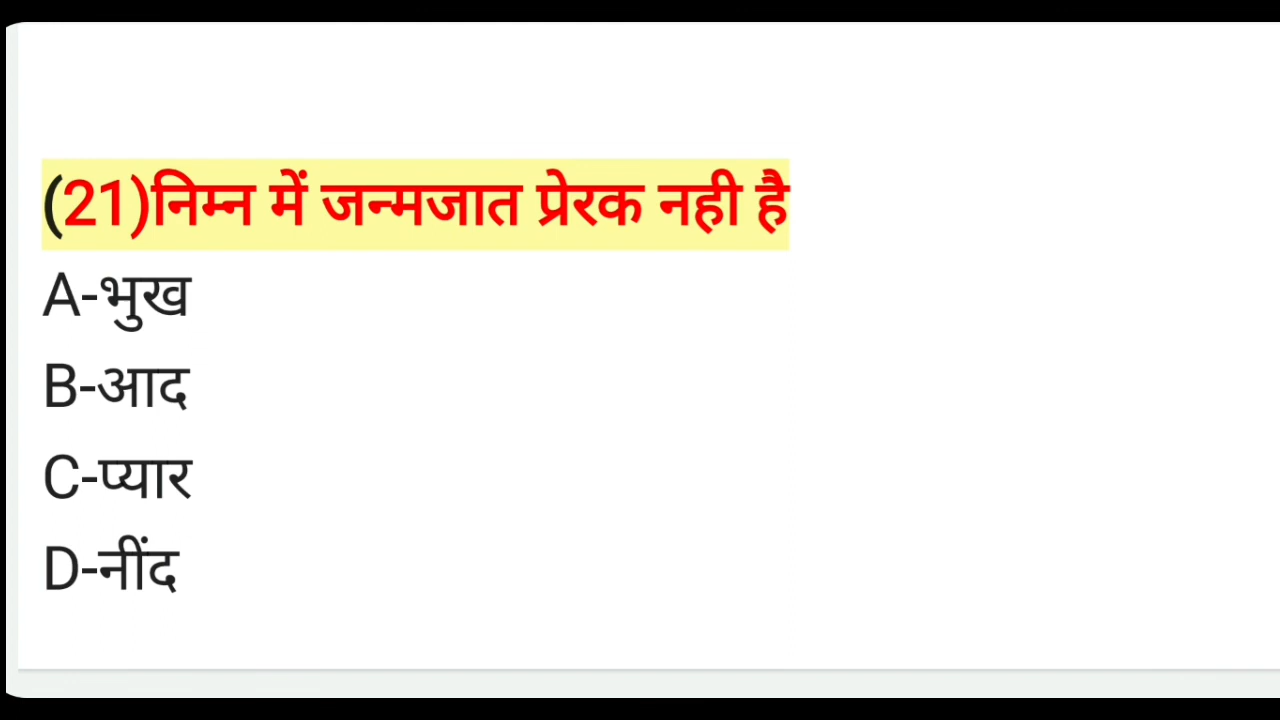 (21)निम्न में जन्मजात प्रेरक नही है
A-भुख
B-आद
C-प्यार
D-नींद